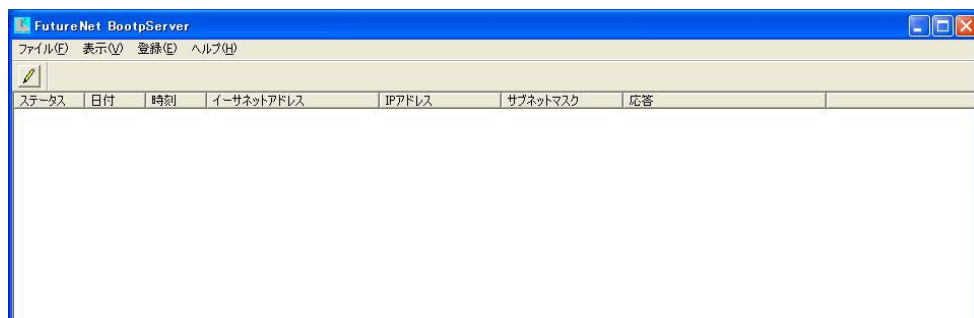 FutureNet BootpServer
ファイル(F) 表示(V) 登録(E) ヘルプ(H)
ステータス 日付 時刻 イーサネットアドレス IPアドレス サブネットマスク 応答